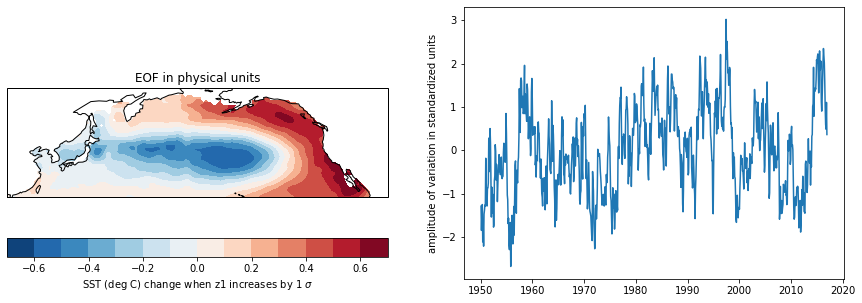 EOF in physical units
−0.6 −0.4 −0.2 0.0 0.2 0.4 0.6
SST (deg C) change when z1 increases by 1 σ
amplitude of variation in standardized units
3
2
1
0
−1
−2
1950 1960 1970 1980 1990 2000 2010 2020